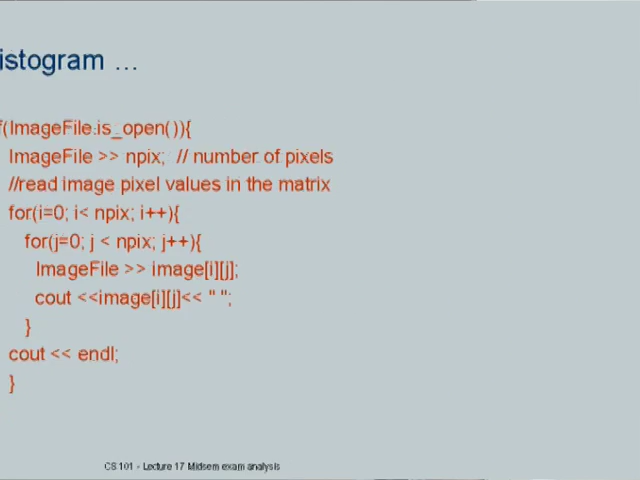 istogram ...
f(ImageFile.is_open()){
ImageFile >> npix; // number of pixels
//read image pixel values in the matrix
for(i=0; i< npix; i++){
for(j=0; j < npix; j++){
ImageFile >> image[i][j];
cout <<image[i][j]<< " ";
}
cout << endl;
}
CS 101 - Lecture 17 Midsem exam analysis